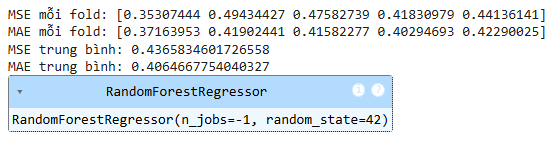 MSE mỗi fold: [0.35307444 0.49434427 0.47582739 0.41830979 0.44136141]
MAE mỗi fold: [0.37163953 0.41902441 0.41582277 0.40294693 0.42290025]
MSE trung bình: 0.4365834601726558
MAE trung bình: 0.4064667754040327
RandomForestRegressor
RandomForestRegressor(n_jobs=-1, random_state=42)